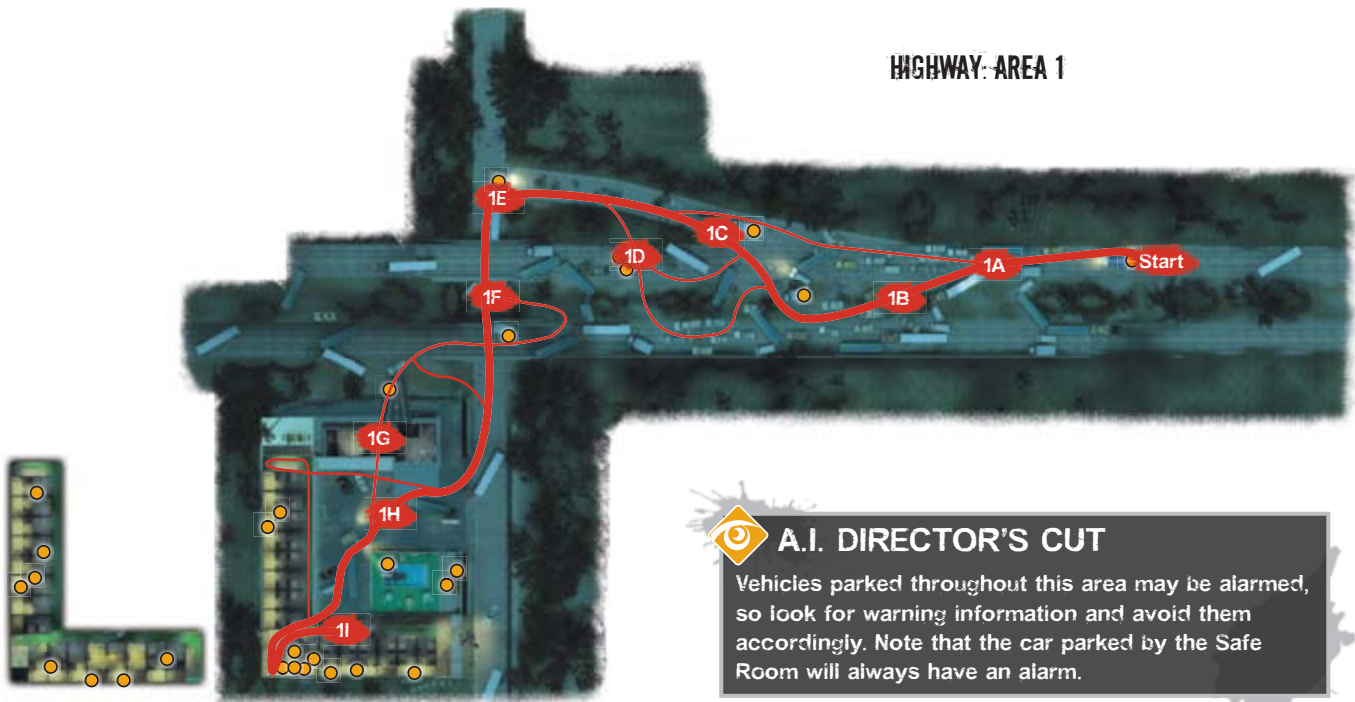 HIGHWAY: AREA 1
1E
1C
1D
1A
Start
1F
1B
1G
1H
1I
A.I. DIRECTOR'S CUT
Vehicles parked throughout this area may be alarmed,
so look for warning information and avoid them
accordingly. Note that the car parked by the Safe
Room will always have an alarm.